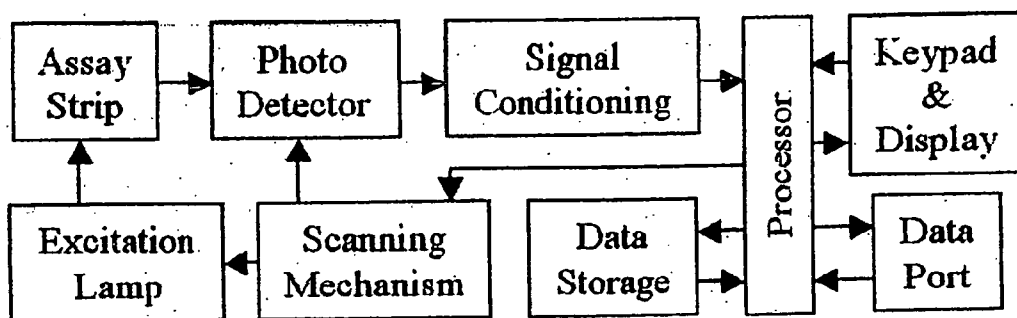 Assay
Strip
Photo
Detector
Signal
Conditioning
Processor
Keypad
&
Display
Excitation
Lamp
Scanning
Mechanism
Data
Storage
Data
Port